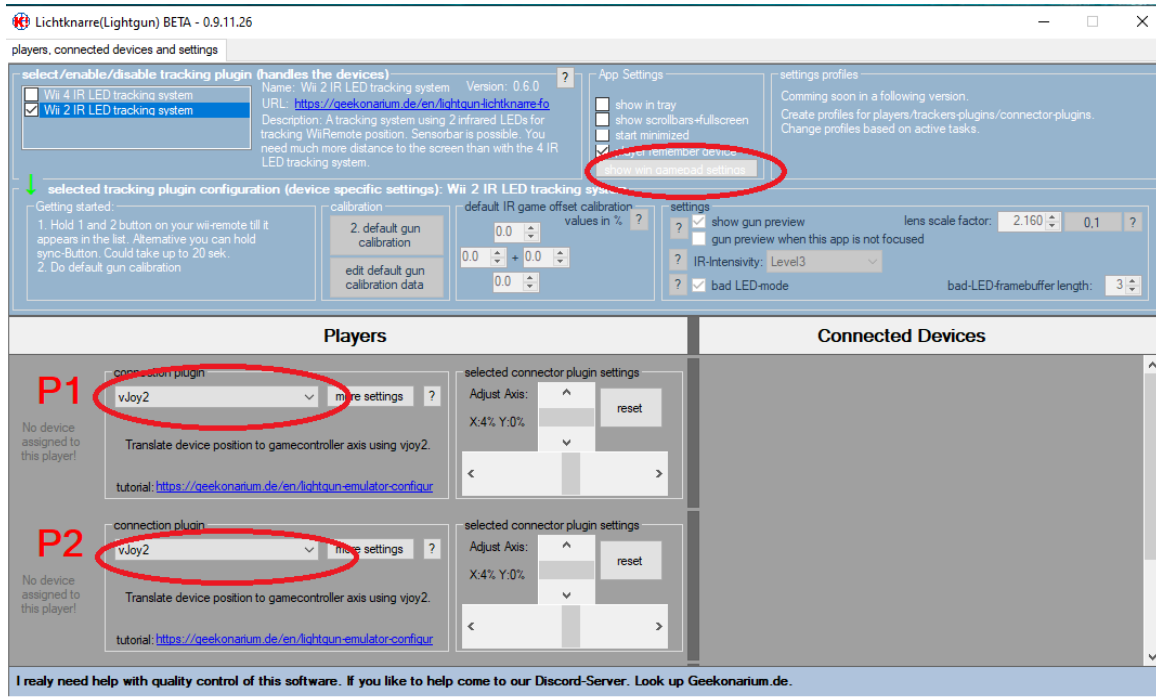 Lichtknarre(Lightgun) BETA - 0.9.11.26
players, connected devices and settings
select/enable/disable tracking plugin (handles the devices)
Wii 4 IR LED tracking system
Wii 2 IR LED tracking system
Name: Wii 2 IR LED tracking system Version: 0.6.0
?
URL: https://geekonarium.de/en/lightgun-lichtknarre-fo
Description: A tracking system using
2 infrared LEDs for
tracking WiiRemote position. Sensorbar is possible. You
need much more distance to the screen than with the 4 IR
LED tracking system.
App Settings
show in tray
show scrollbars+fullscreen
start minimized
player remember device
show win gamepad settings
settings profiles
Comming soon in a following version.
Create profiles for players/trackers-plugins/connector-plugins.
Change profiles based on active tasks.
selected tracking plugin configuration (device specific settings): Wii 2 IR LED tracking system
Getting started:
1. Hold 1 and 2 button on your wii-remote till it
appears in the list. Alternative you can hold
sync-Button. Could take up to 20 sek.
2. Do default gun calibration
calibration
2. default gun
calibration
edit default gun
calibration data
default IR game offset calibration
values in % ?
0.0
0.0 + 0.0
0.0
settings
? show gun preview
gun preview when this app is not focused
lens scale factor: 2.160 0,1 ?
? IR-Intensivity: Level3
? bad LED-mode
bad-LED-framebuffer length: 3
Players
Connected Devices
P1
No device
assigned to
this player!
connection plugin
vJoy2 more settings ?
Translate device position to gamecontroller axis using vjoy2.
tutorial: https://geekonarium.de/en/lightgun-emulator-configur
selected connector plugin settings
Adjust Axis:
X:4% Y:0%
reset
P2
No device
assigned to
this player!
connection plugin
vJoy2 more settings ?
Translate device position to gamecontroller axis using vjoy2.
tutorial: https://geekonarium.de/en/lightgun-emulator-configur
selected connector plugin settings
Adjust Axis:
X:4% Y:0%
reset
I realy need help with quality control of this software. If you like to help come to our Discord-Server. Look up Geekonarium.de.